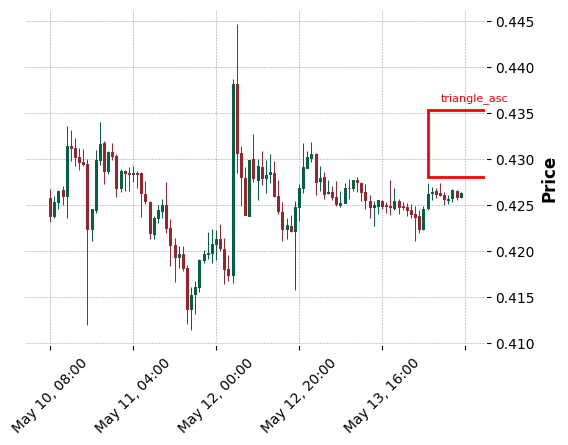 0.445
0.440
triangle_asc
0.435
0.430
0.425
0.420
0.415
0.410
Price
May 10, 08:00
May 11, 04:00
May 12, 00:00
May 12, 20:00
May 13, 16:00